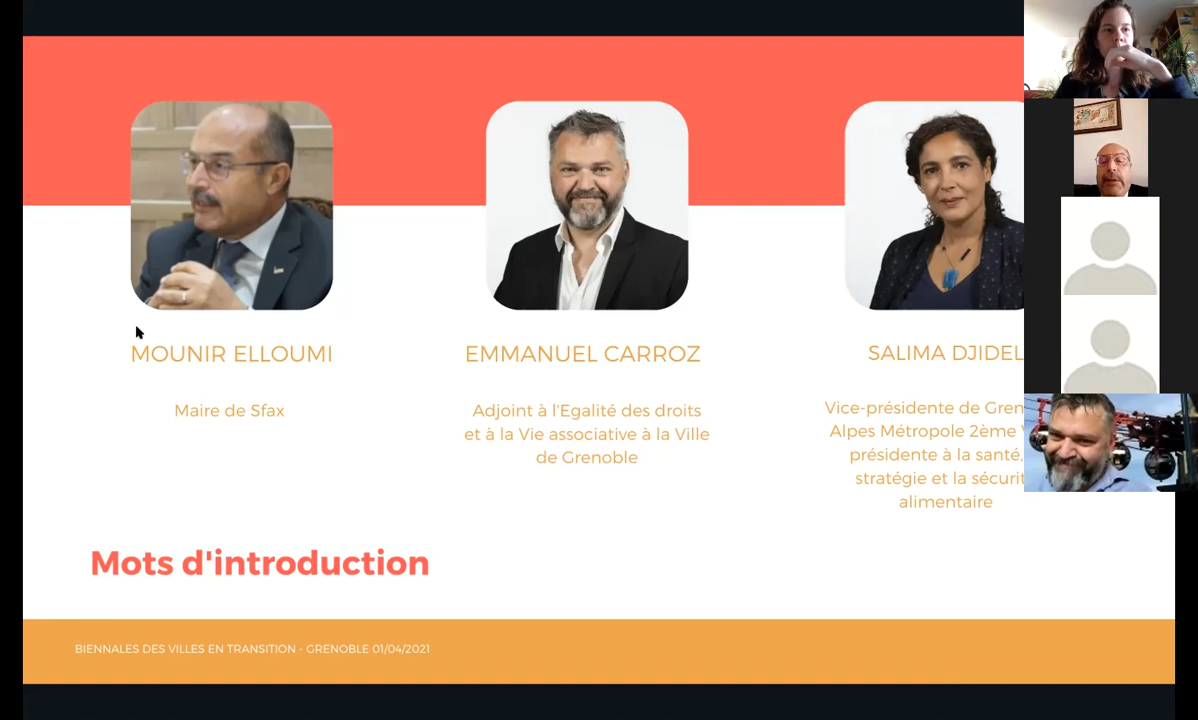 MOUNIR ELLOUMI
Maire de Sfax
EMMANUEL CARROZ
Adjoint à l'Egalité des droits
et à la Vie associative à la Ville
de Grenoble
SALIMA DJIDEL
Vice-présidente de
Alpes Métropole 2ème
présidente à la santé,
stratégie et la
alimentaire
Mots d'introduction
BIENNALES DES VILLES EN TRANSITION - GRENOBLE 01/04/2021